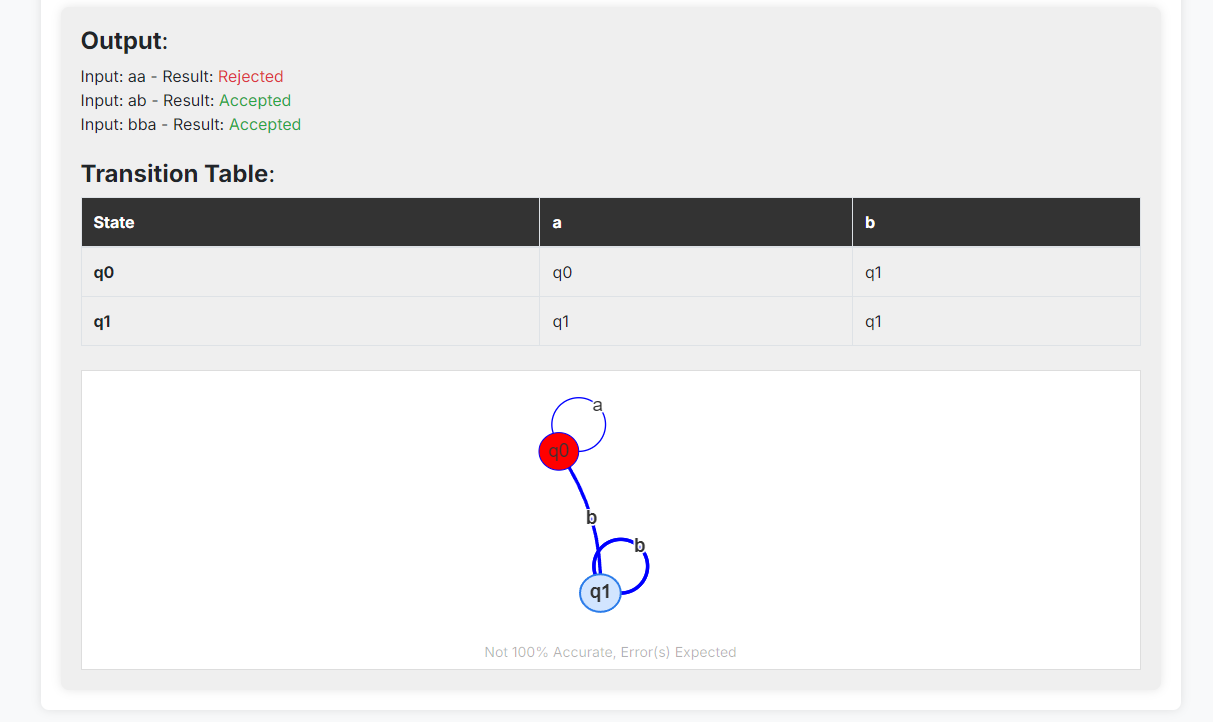 Output:
Input: aa - Result: Rejected
Input: ab - Result: Accepted
Input: bba - Result: Accepted
Transition Table:
State a b
q0 q0 q1
q1 q1 q1
a
q0
b
b
q1
Not 100% Accurate, Error(s) Expected